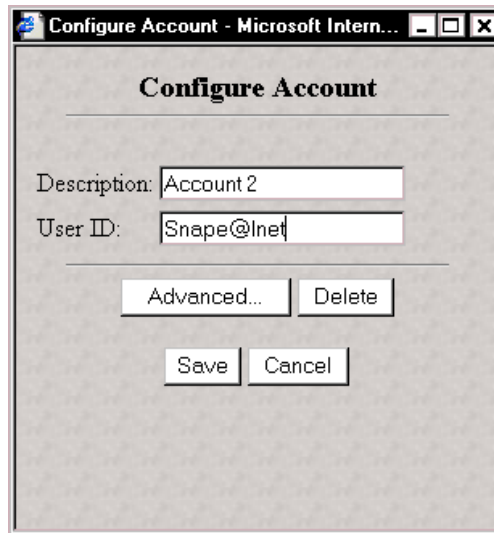 Configure Account - Microsoft Intern...
Configure Account
Description: Account 2
User ID: Snape@Inet
Advanced... Delete
Save Cancel